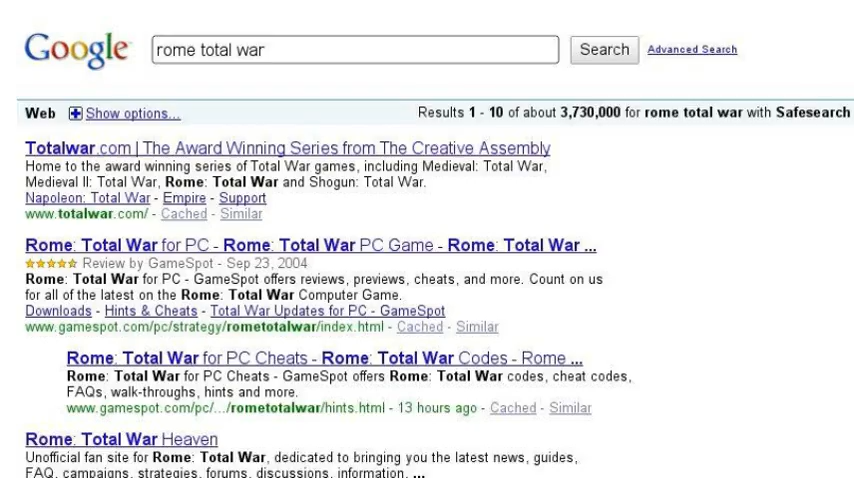 Google rome total war Search Advanced Search
Web Show options... Results 1 - 10 of about 3,730,000 for rome total war with Safesearch
Totalwar.com | The Award Winning Series from The Creative Assembly
Home to the award winning series of Total War games, including Medieval: Total War,
Medieval II: Total War, Rome: Total War and Shogun: Total War.
Napoleon: Total War - Empire - Support
www.totalwar.com/ - Cached - Similar
Rome: Total War for PC - Rome: Total War PC Game - Rome: Total War ...
Review by GameSpot - Sep 23, 2004
Rome: Total War for PC - GameSpot offers reviews, previews, cheats, and more. Count on us
for all of the latest on the Rome: Total War Computer Game.
Downloads - Hints & Cheats - Total War Updates for PC - GameSpot
www.gamespot.com/pc/strategy/rometotalwar/index.html - Cached - Similar
Rome: Total War for PC Cheats - Rome: Total War Codes - Rome ...
Rome: Total War for PC Cheats - GameSpot offers Rome: Total War codes, cheat codes,
FAQs, walk-throughs, hints and more.
www.gamespot.com/pc/.../rometotalwar/hints.html - 13 hours ago - Cached - Similar
Rome: Total War Heaven
Unofficial fan site for Rome: Total War, dedicated to bringing you the latest news, guides,
FAQ, campaigns, strategies, forums, discussions, information, ...